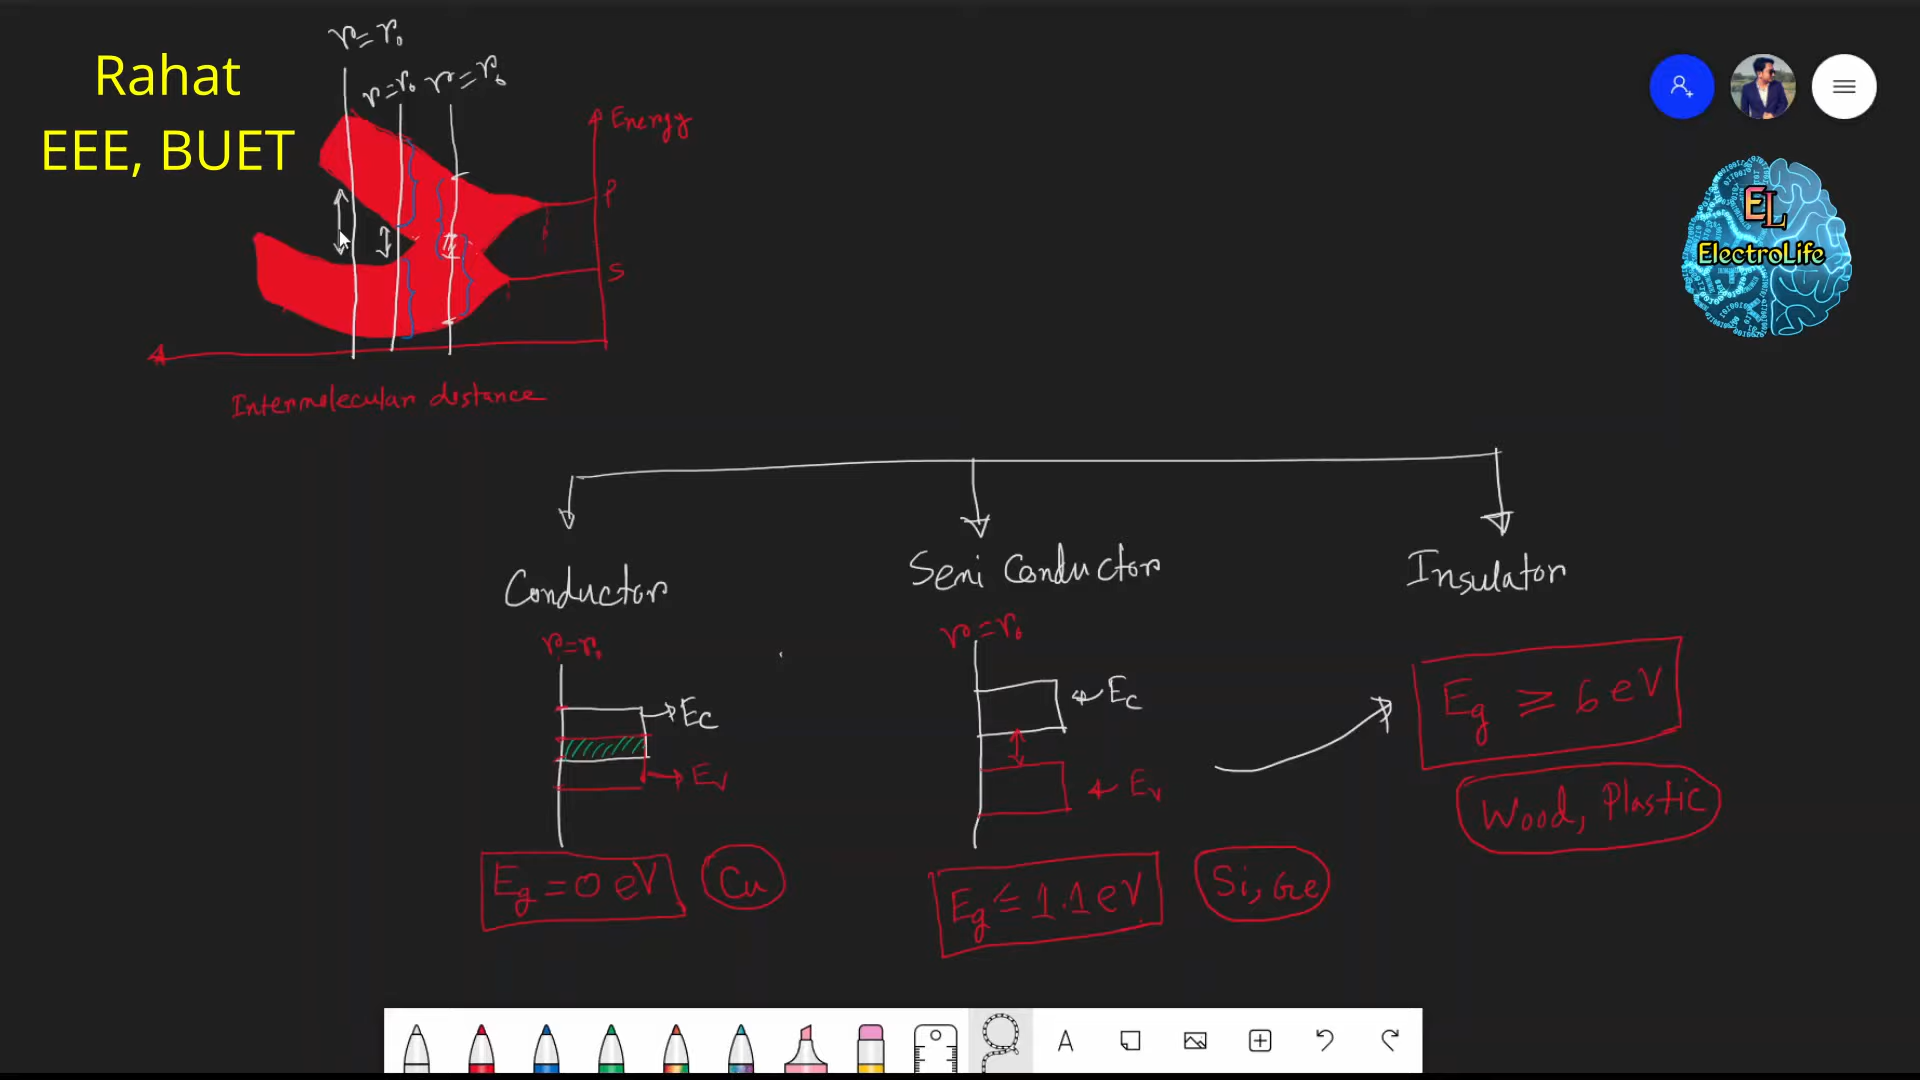 Rahat
EEE, BUET
r=r₀
r=r₀
r=r₀
Energy
P
S
Intermolecular distance
EL
ElectroLife
Conductor
Semi Conductor
Insulator
r=r₀
r=r₀
Ec
Ev
Ec
Ev
Eg ≥ 6 eV
Wood, Plastic
Eg = 0 eV
Cu
Eg ≤ 1.1 eV
Si, Ge
A